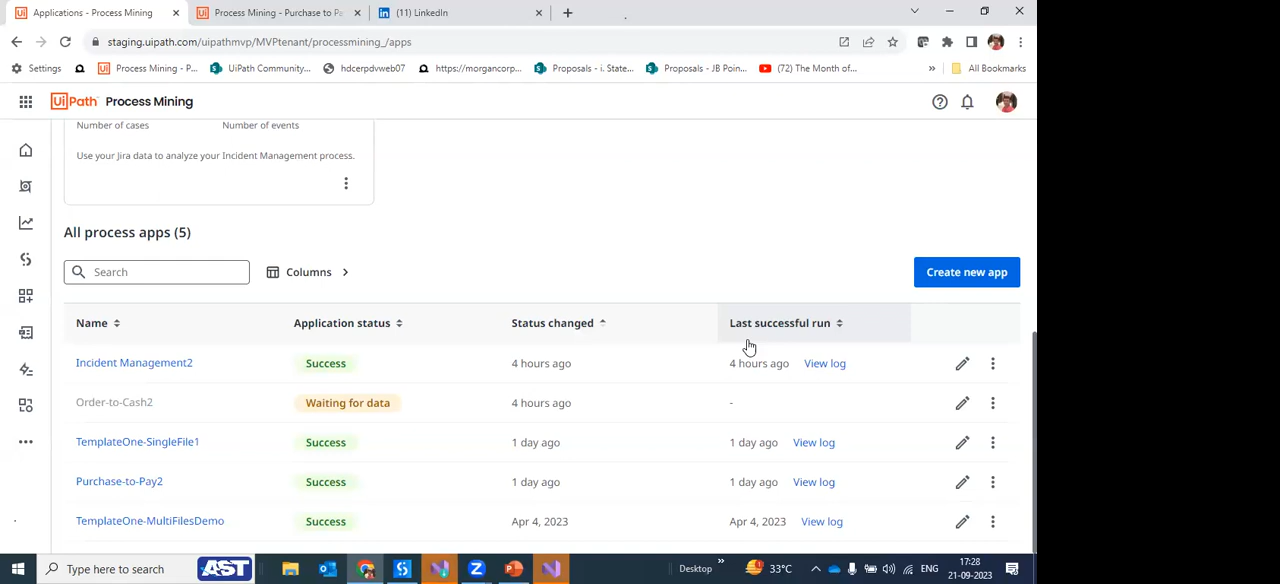 Applications - Process Mining
Process Mining - Purchase to Pa
(11) LinkedIn
staging.uipath.com/uipathmvp/MVPtenant/processmining_/apps
Settings
Process Mining - P...
UiPath Community...
hdcerpdvweb07
https://morgancorp...
Proposals - i. State...
Proposals - JB Poin...
(72) The Month of...
»
All Bookmarks
UiPath Process Mining
Number of cases
Number of events
Use your Jira data to analyze your Incident Management process.
All process apps (5)
Search
Columns
Create new app
Name
Application status
Status changed
Last successful run
Incident Management2 Success 4 hours ago 4 hours ago View log
Order-to-Cash2 Waiting for data 4 hours ago -
TemplateOne-SingleFile1 Success 1 day ago 1 day ago View log
Purchase-to-Pay2 Success 1 day ago 1 day ago View log
TemplateOne-MultiFilesDemo Success Apr 4, 2023 Apr 4, 2023 View log
Type here to search
AST
Desktop
»
33°C
ENG
17:28
21-09-2023